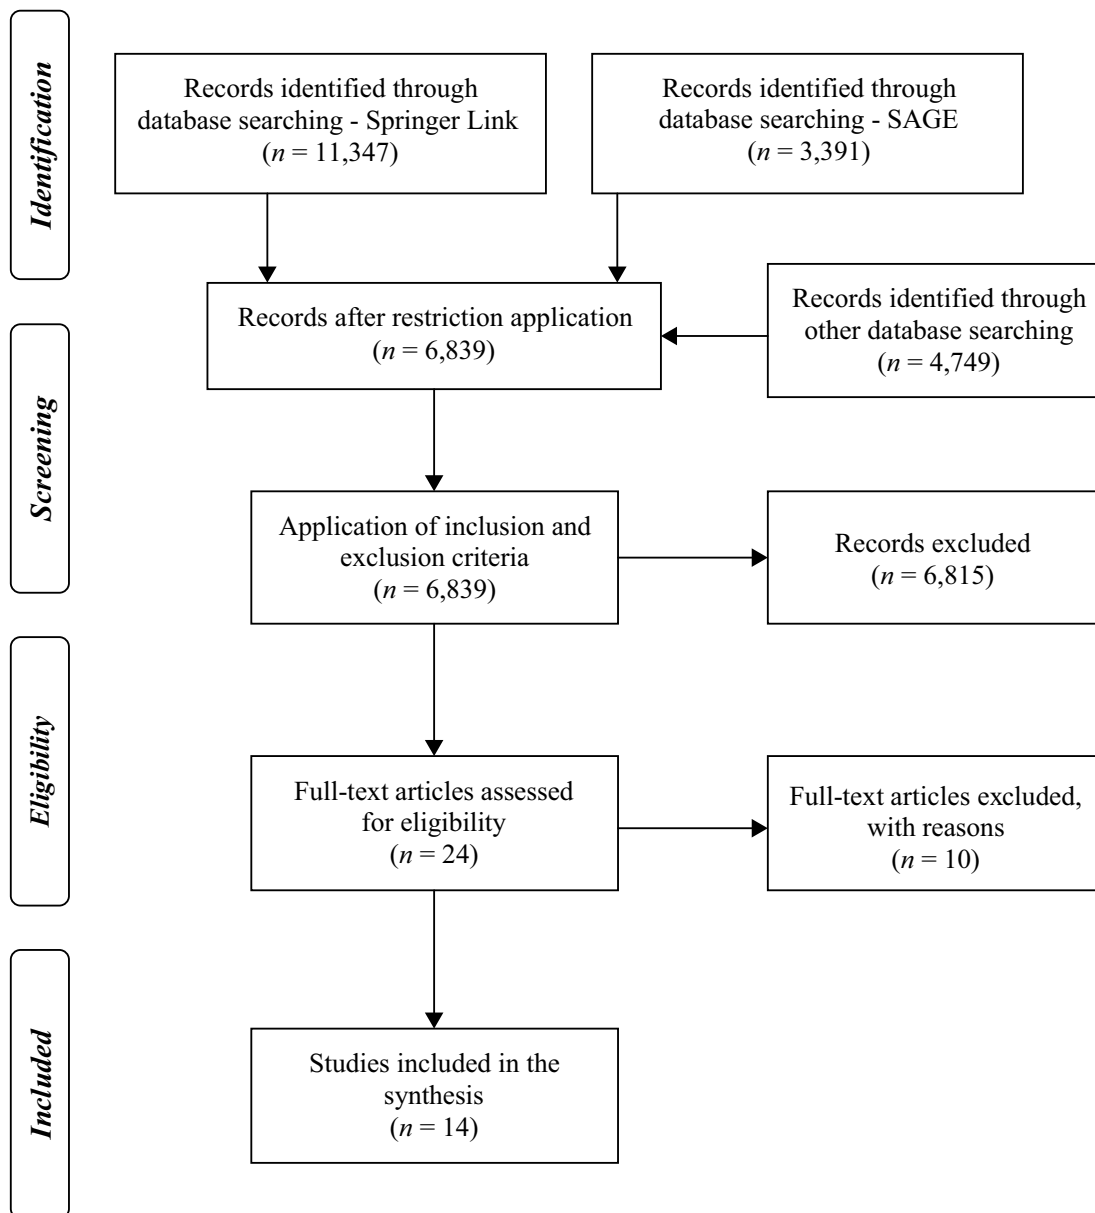 Identification
Records identified through
database searching - Springer Link
(n = 11,347)
Records identified through
database searching - SAGE
(n = 3,391)
Records after restriction application
(n = 6,839)
Records identified through
other database searching
(n = 4,749)
Screening
Application of inclusion and
exclusion criteria
(n = 6,839)
Records excluded
(n = 6,815)
Eligibility
Full-text articles assessed
for eligibility
(n = 24)
Full-text articles excluded,
with reasons
(n = 10)
Included
Studies included in the
synthesis
(n = 14)